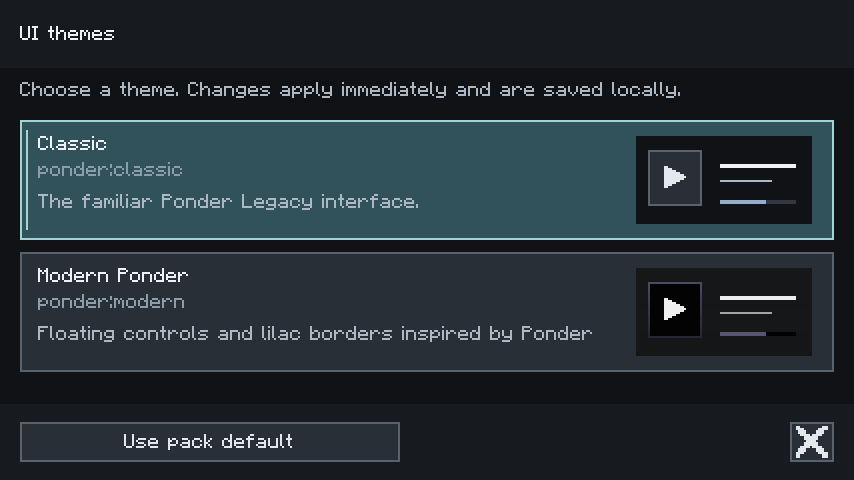 UI themes
Choose a theme. Changes apply immediately and are saved locally.
Classic
ponder:classic
The familiar Ponder Legacy interface.
Modern Ponder
ponder:modern
Floating controls and lilac borders inspired by Ponder
Use pack default